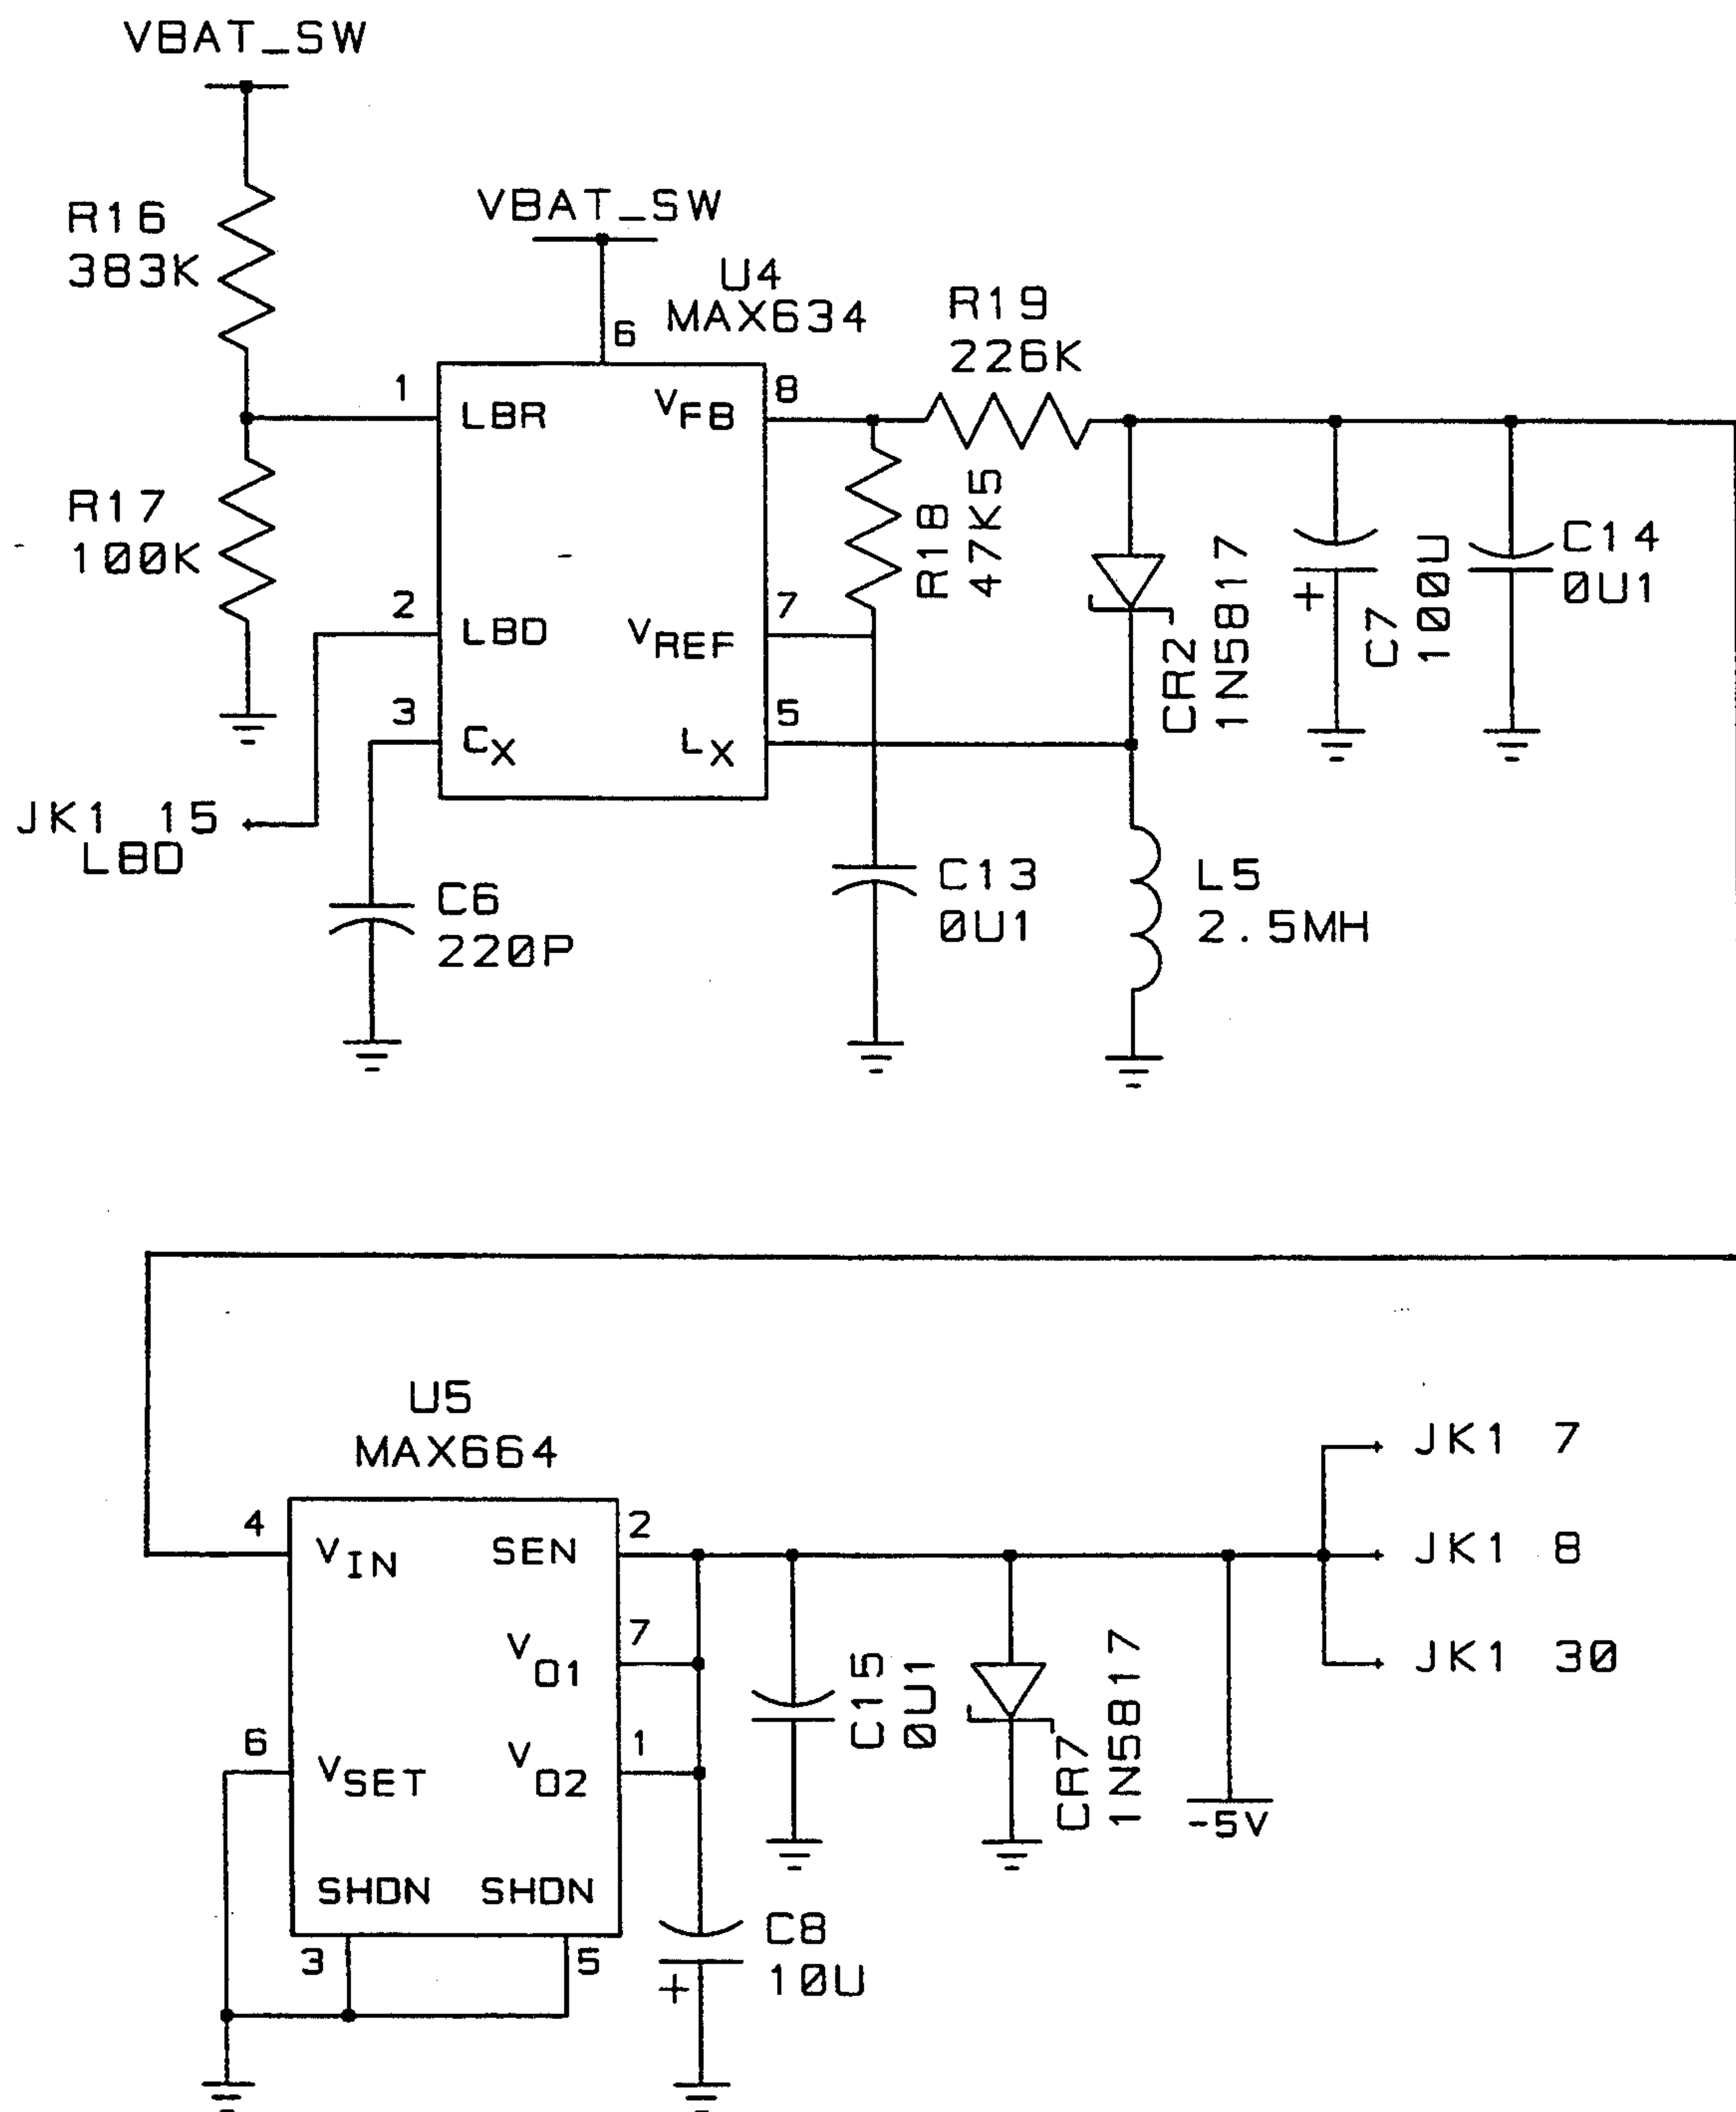 VBAT_SW
R16
383K
VBAT_SW
U4
MAX634
6
R19
226K
1
LBR
VFB
8
R17
100K
R18
47K5
2
LBD
VREF
7
CR2
1N5817
C7
100U
+
C14
0U1
3
CX
LX
5
JK1 15
LBD
C6
220P
C13
0U1
L5
2.5MH
U5
MAX664
4
VIN
SEN
2
JK1 7
JK1 8
JK1 30
VO1
7
C15
0U1
CR7
1N5817
6
VSET
VO2
1
-5V
SHDN
SHDN
3
5
C8
10U
+